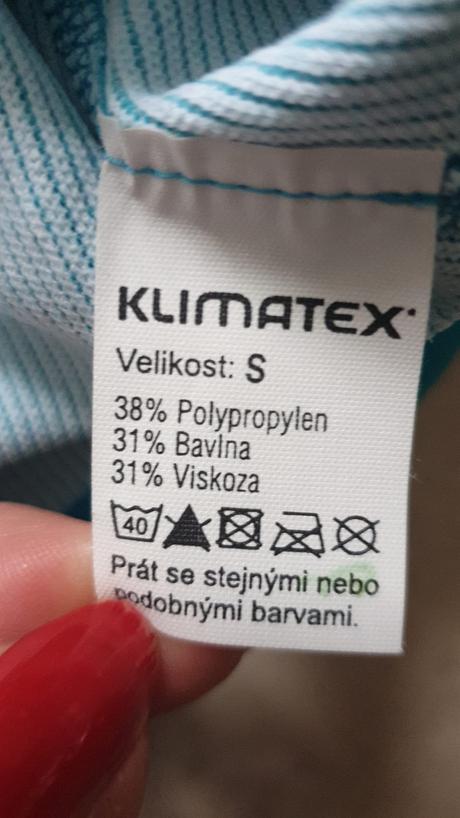 KLIMATEX
Velikost: S
38% Polypropylen
31% Bavlna
31% Viskoza
40
Prát se stejnými nebo
podobnými barvami.